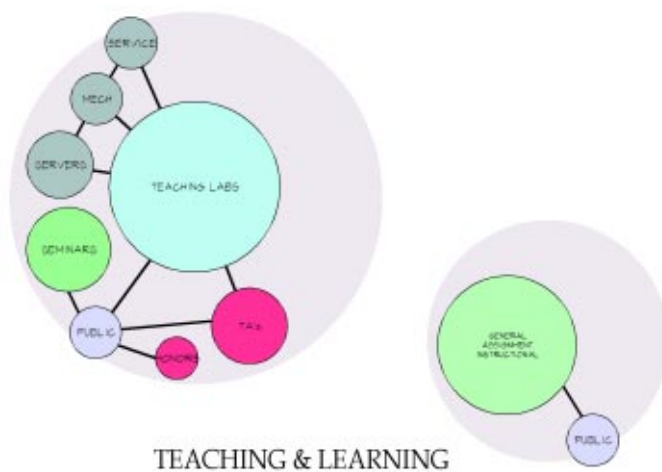 SERVICE
MECH
SERVERS
TEACHING LABS
SEMINARS
PUBLIC
TA's
HONORS
GENERAL
ASSIGNMENT
INSTRUCTIONAL
PUBLIC
TEACHING & LEARNING